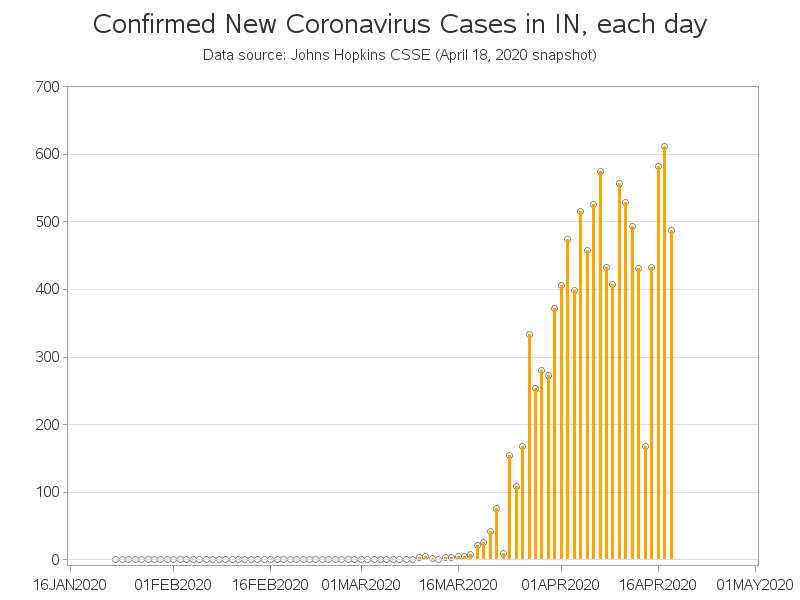 Confirmed New Coronavirus Cases in IN, each day
Data source: Johns Hopkins CSSE (April 18, 2020 snapshot)
700
600
500
400
300
200
100
0
16JAN2020 01FEB2020 16FEB2020 01MAR2020 16MAR2020 01APR2020 16APR2020 01MAY2020